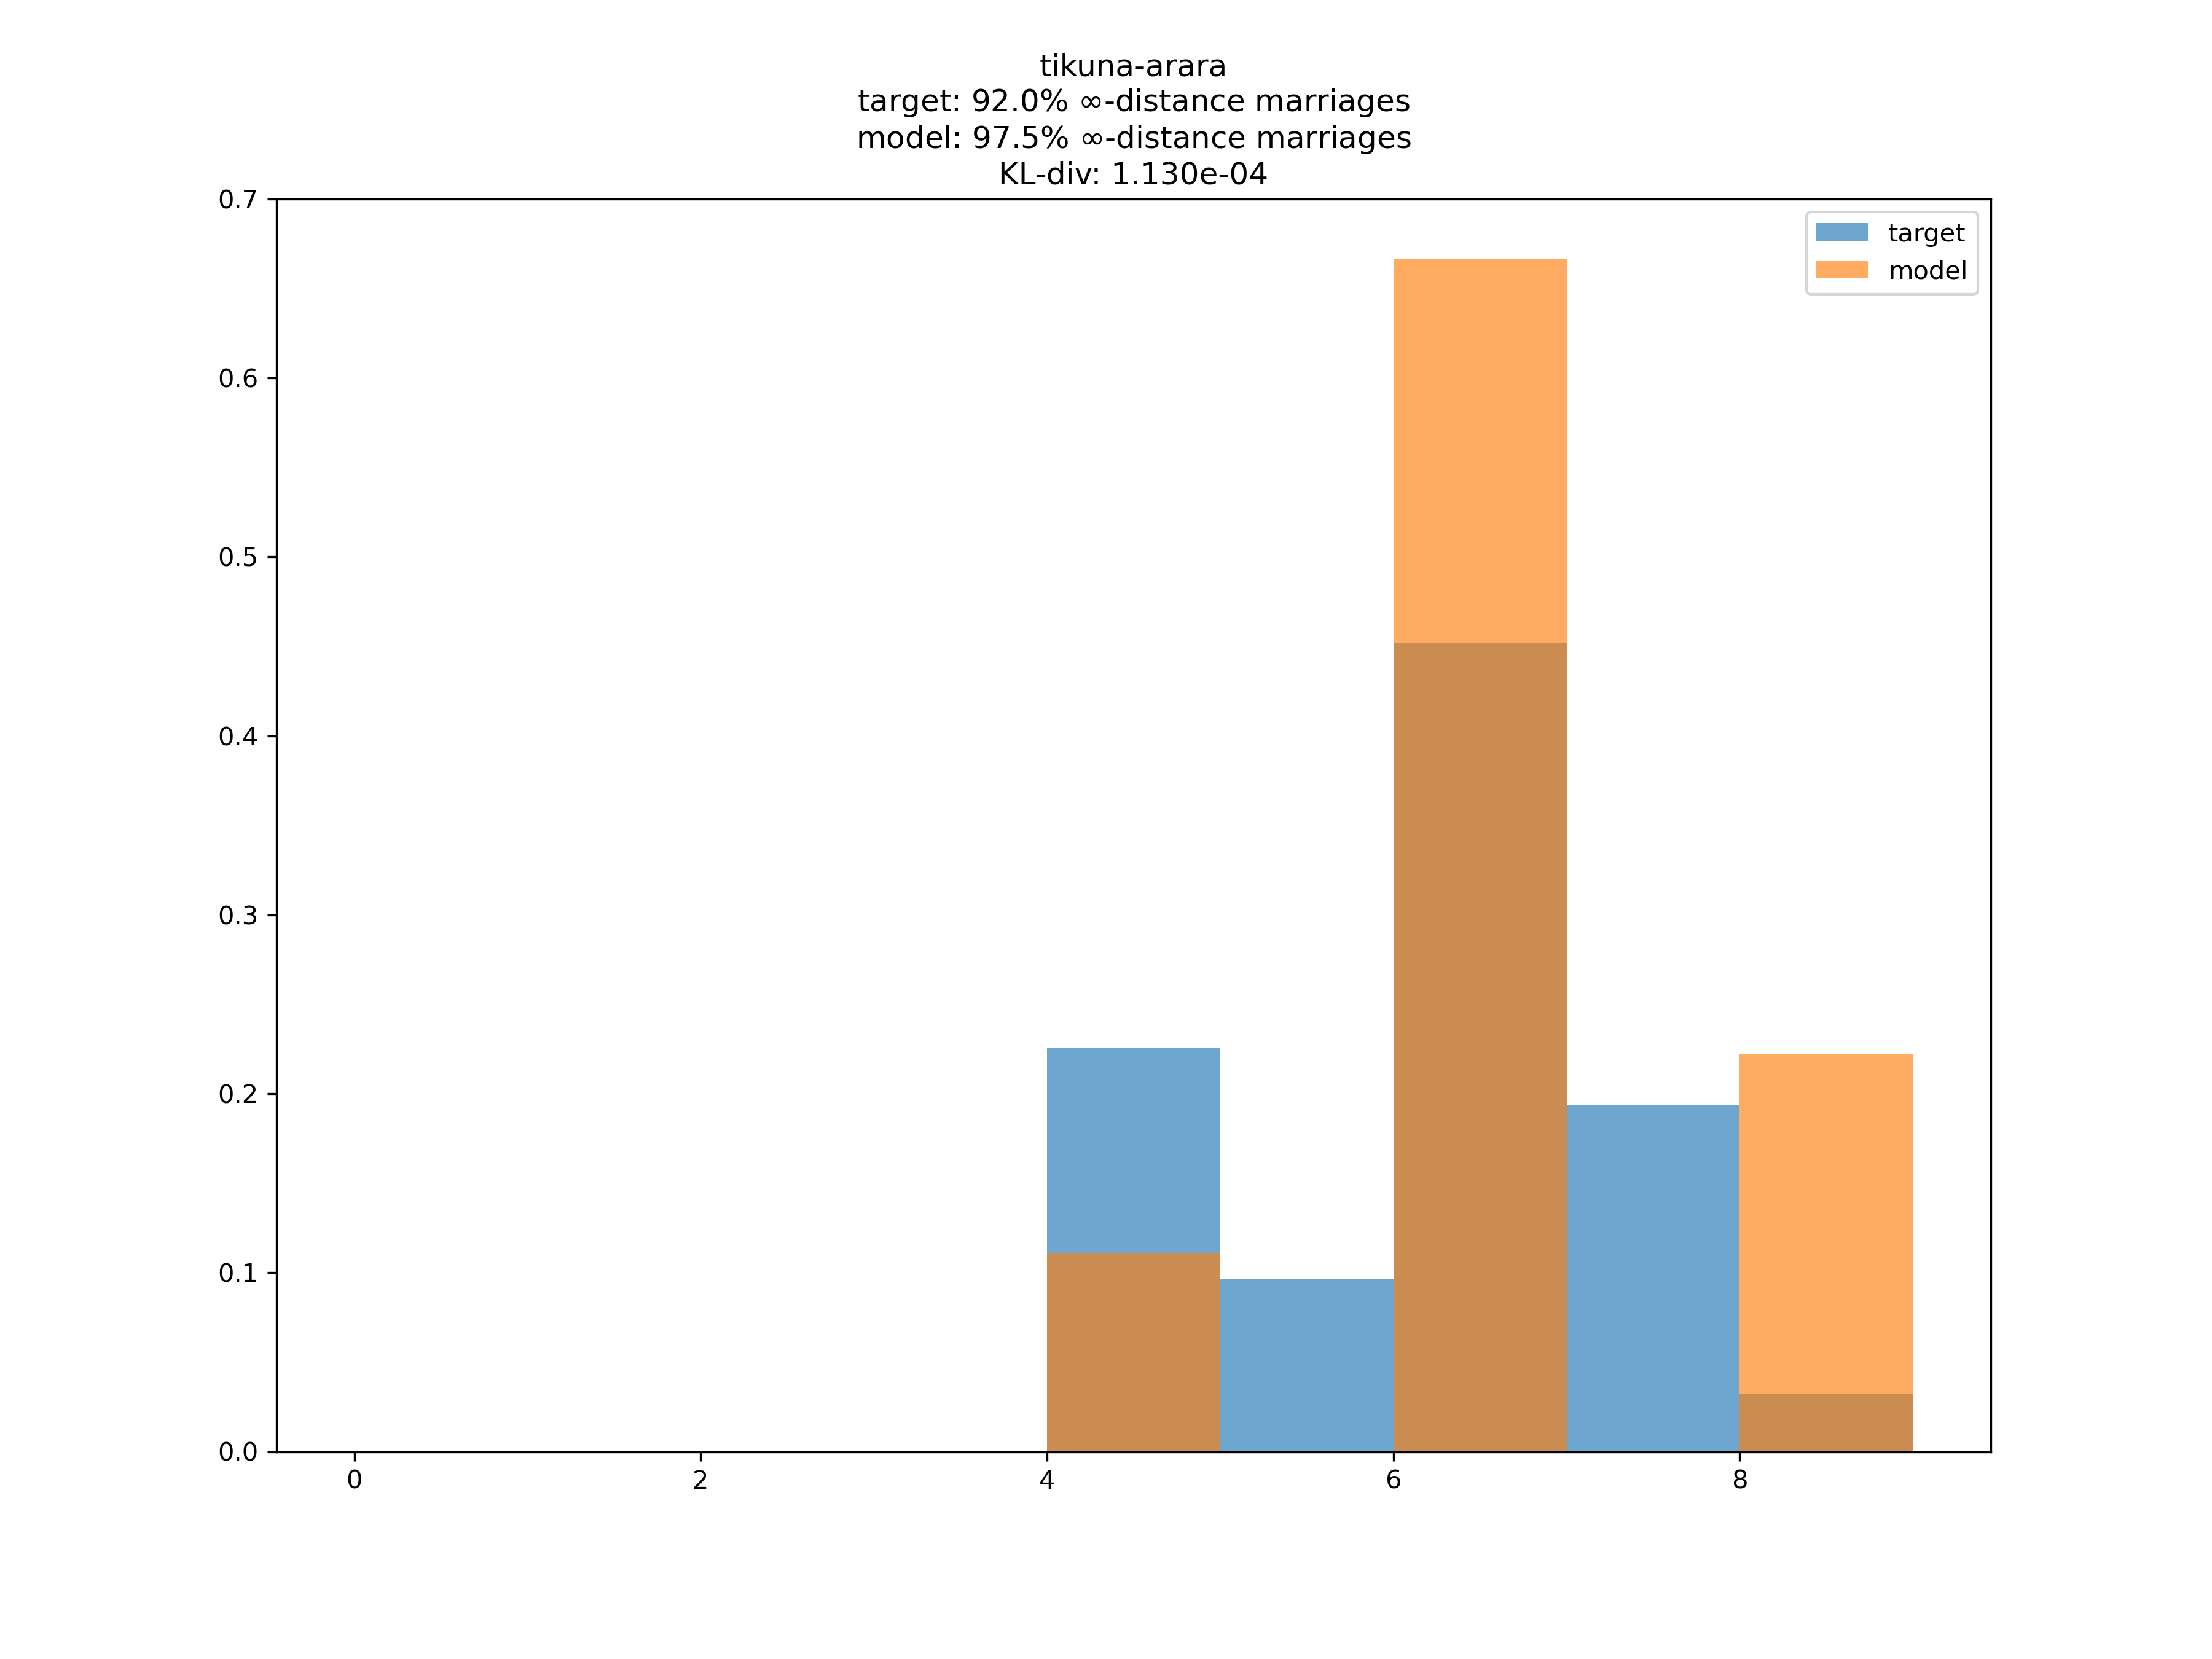 tikuna-arara
target: 92.0% ∞-distance marriages
model: 97.5% ∞-distance marriages
KL-div: 1.130e-04
target
model
0.7
0.6
0.5
0.4
0.3
0.2
0.1
0.0
0 2 4 6 8